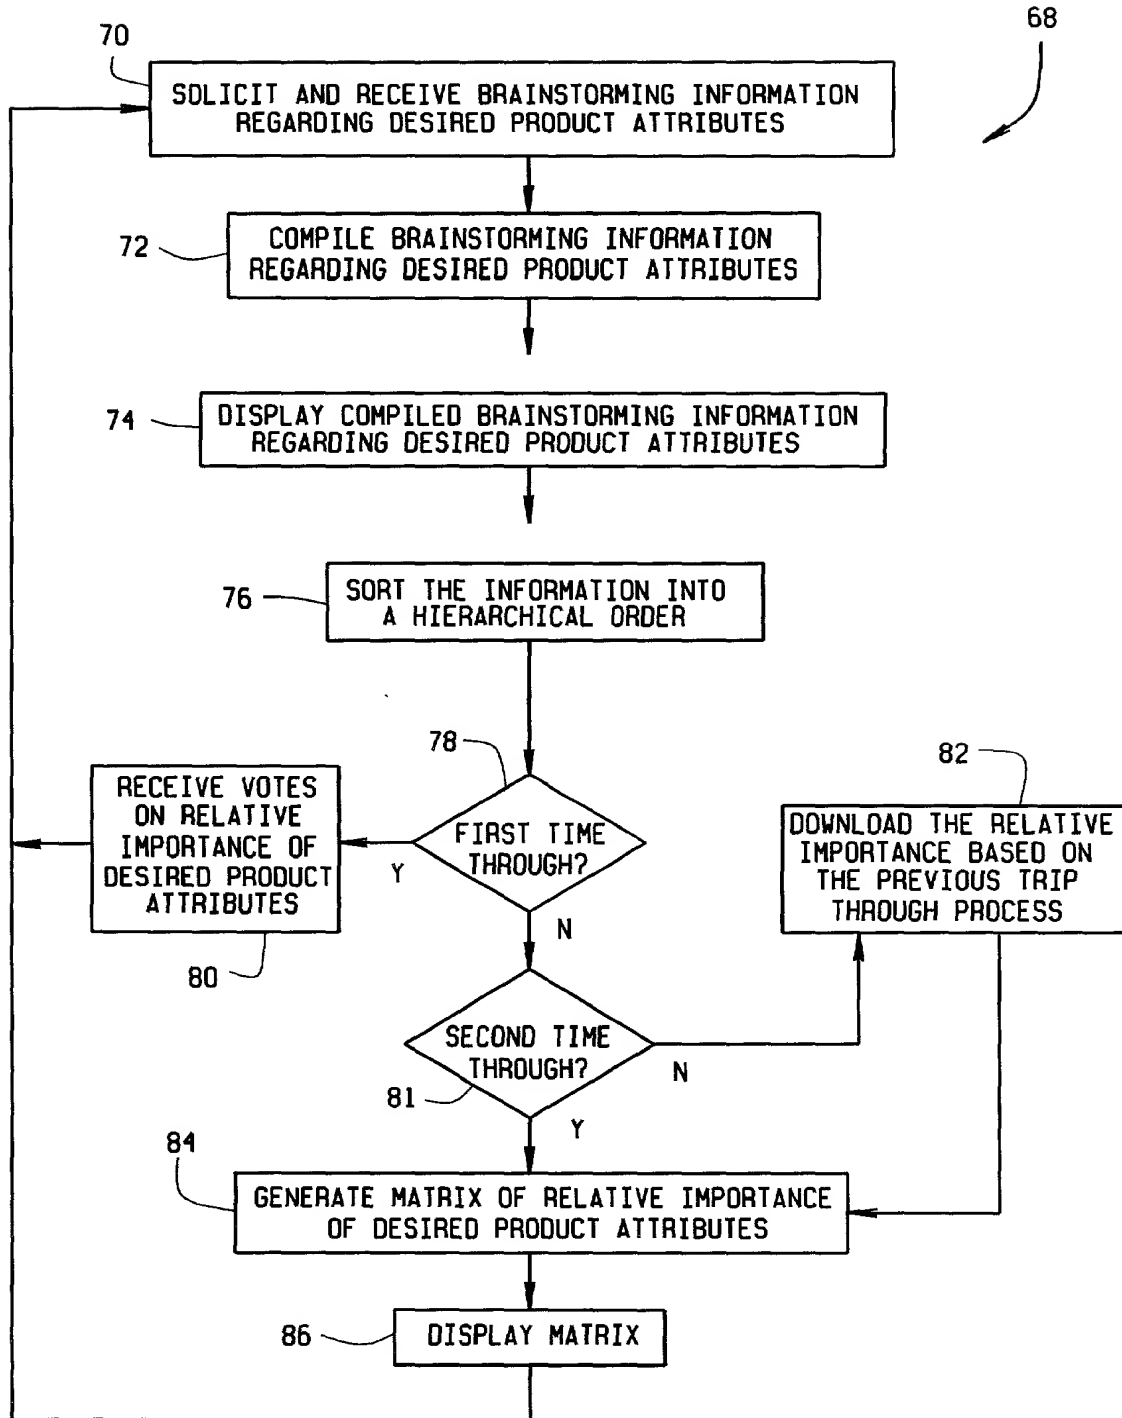 68
70
SOLICIT AND RECEIVE BRAINSTORMING INFORMATION
REGARDING DESIRED PRODUCT ATTRIBUTES
72
COMPILE BRAINSTORMING INFORMATION
REGARDING DESIRED PRODUCT ATTRIBUTES
74
DISPLAY COMPILED BRAINSTORMING INFORMATION
REGARDING DESIRED PRODUCT ATTRIBUTES
76
SORT THE INFORMATION INTO
A HIERARCHICAL ORDER
78
FIRST TIME
THROUGH?
Y
N
RECEIVE VOTES
ON RELATIVE
IMPORTANCE OF
DESIRED PRODUCT
ATTRIBUTES
80
82
DOWNLOAD THE RELATIVE
IMPORTANCE BASED ON
THE PREVIOUS TRIP
THROUGH PROCESS
SECOND TIME
THROUGH?
81
N
Y
84
GENERATE MATRIX OF RELATIVE IMPORTANCE
OF DESIRED PRODUCT ATTRIBUTES
86
DISPLAY MATRIX